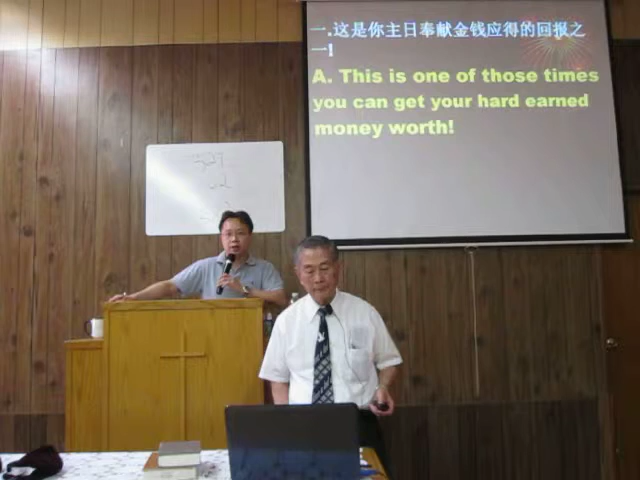 一.这是你主日奉献金钱应得的回报之
一!
A. This is one of those times
you can get your hard earned
money worth!